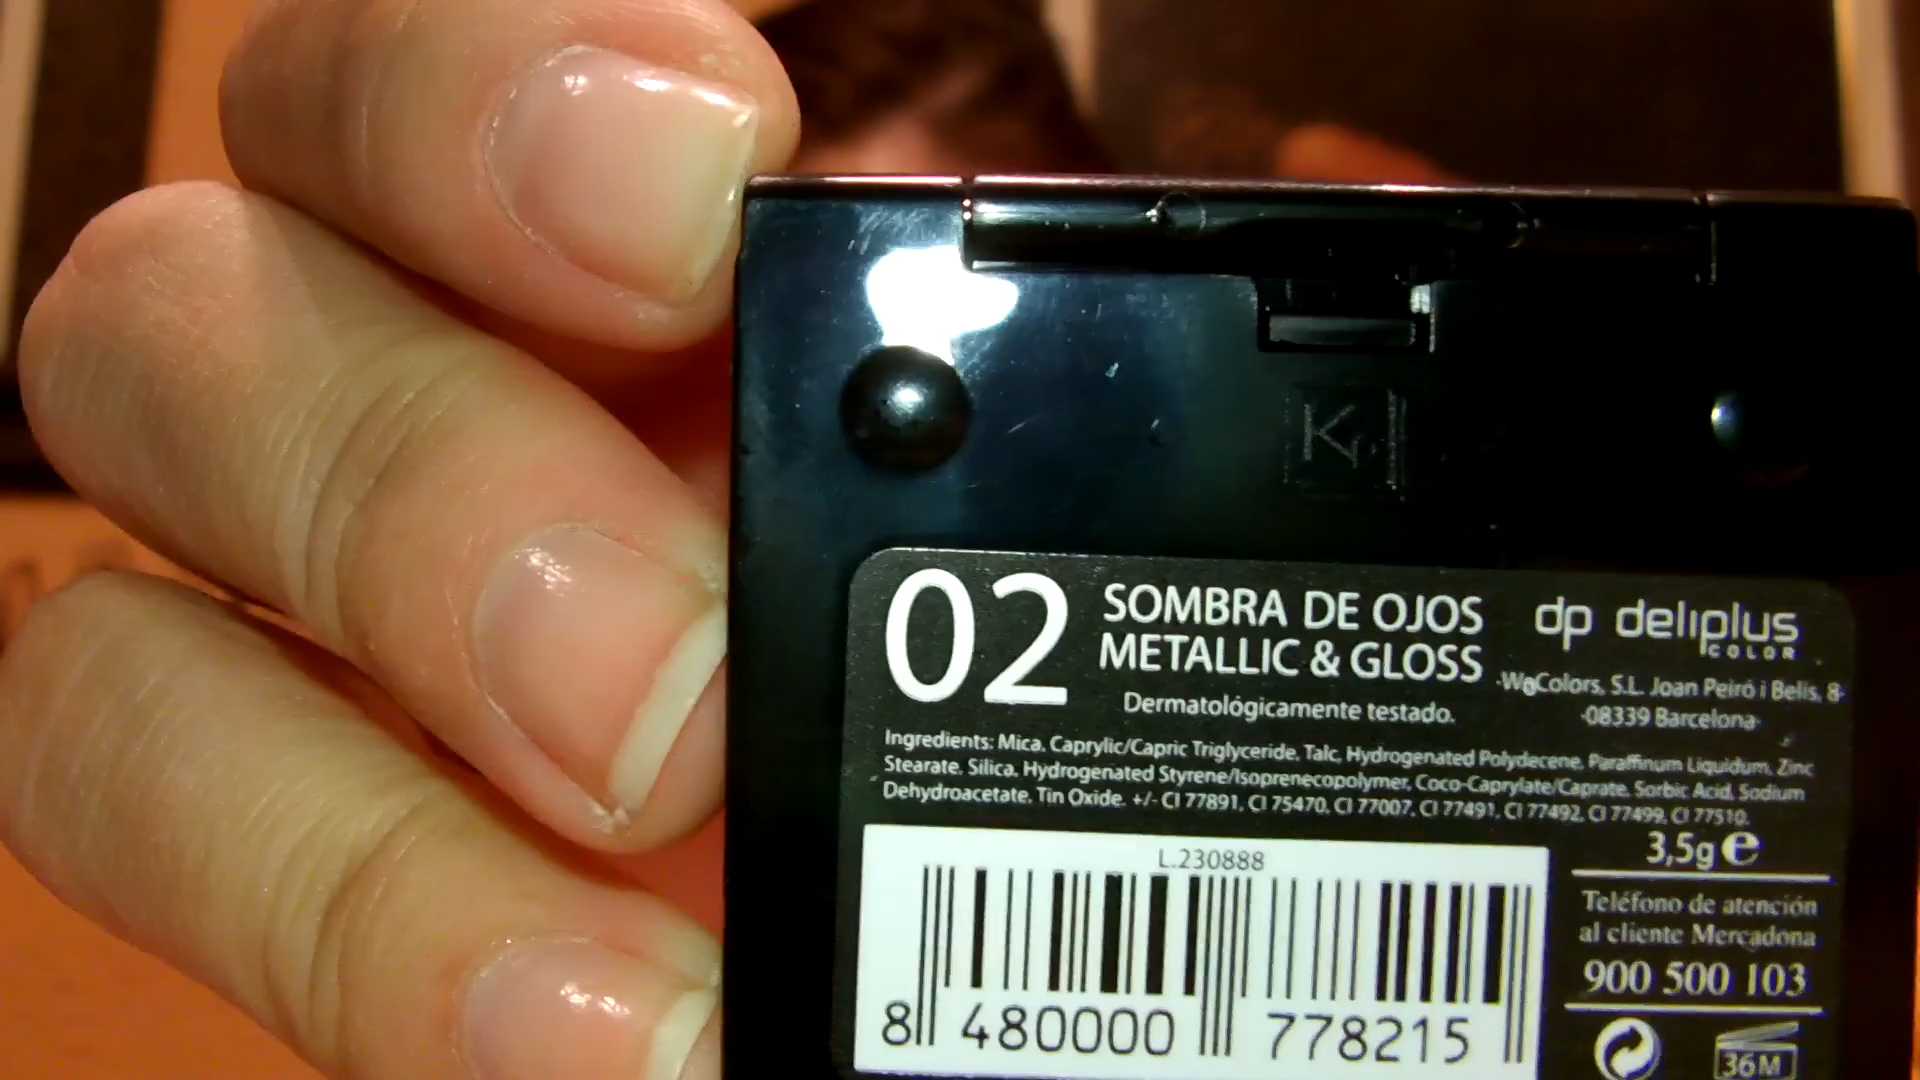 02
SOMBRA DE OJOS
METALLIC & GLOSS
Dermatológicamente testado.
dp deliplus
COLOR
·WeColors, S.L. Joan Peiró i Belis, 8·
·08339 Barcelona·
Ingredients: Mica, Caprylic/Capric Triglyceride, Talc, Hydrogenated Polydecene, Paraffinum Liquidum, Zinc
Stearate, Silica, Hydrogenated Styrene/Isoprenecopolymer, Coco-Caprylate/Caprate, Sorbic Acid, Sodium
Dehydroacetate, Tin Oxide. +/- CI 77891, CI 75470, CI 77007, CI 77491, CI 77492, CI 77499, CI 77510.
3,5g e
L.230888
8 480000 778215
Teléfono de atención
al cliente Mercadona
900 500 103
36M